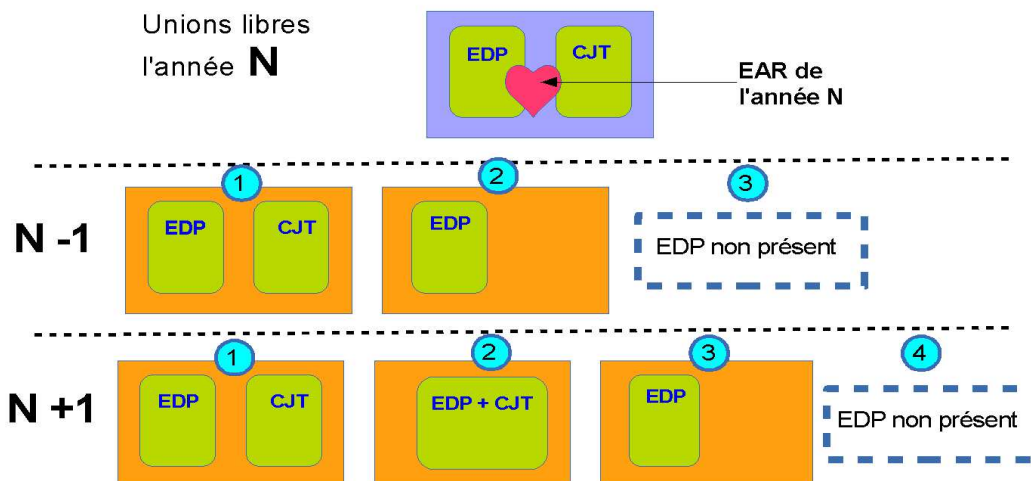 Unions libres
l'année N
EDP
CJT
EAR de
l'année N
1
2
3
N -1
EDP
CJT
EDP
EDP non présent
1
2
3
4
N +1
EDP
CJT
EDP + CJT
EDP
EDP non présent